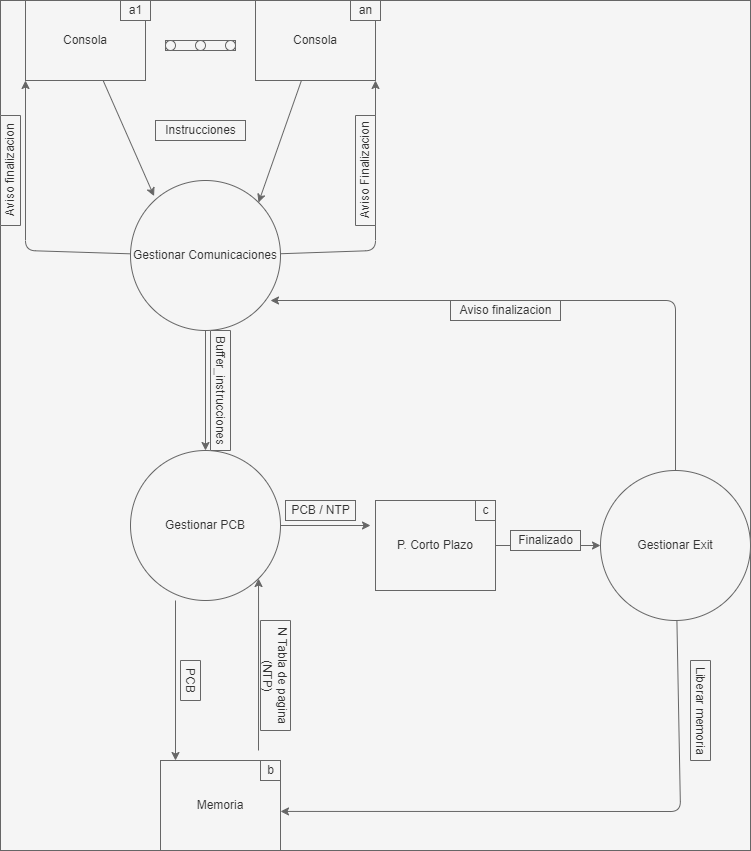 a1
an
Consola
Consola
Instrucciones
Aviso finalizacion
Aviso Finalizacion
Gestionar Comunicaciones
Aviso finalizacion
Buffer_instrucciones
Gestionar PCB
PCB / NTP
c
P. Corto Plazo
Finalizado
Gestionar Exit
N Tabla de pagina
(NTP)
PCB
Liberar memoria
b
Memoria